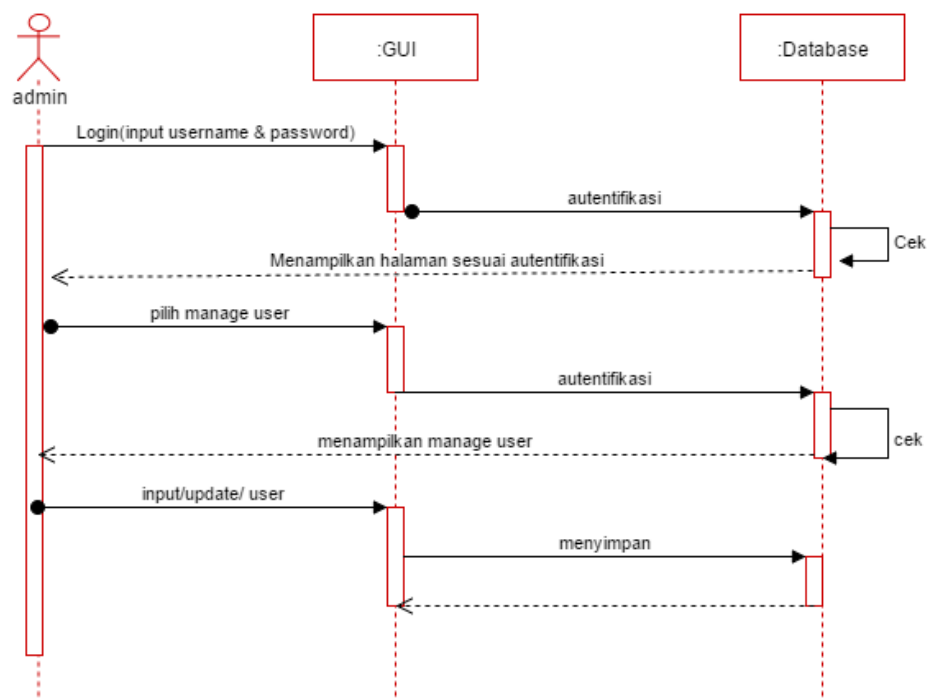 :GUI
:Database
admin
Login(input username & password)
autentifikasi
Cek
Menampilkan halaman sesuai autentifikasi
pilih manage user
autentifikasi
cek
menampilkan manage user
input/update/ user
menyimpan